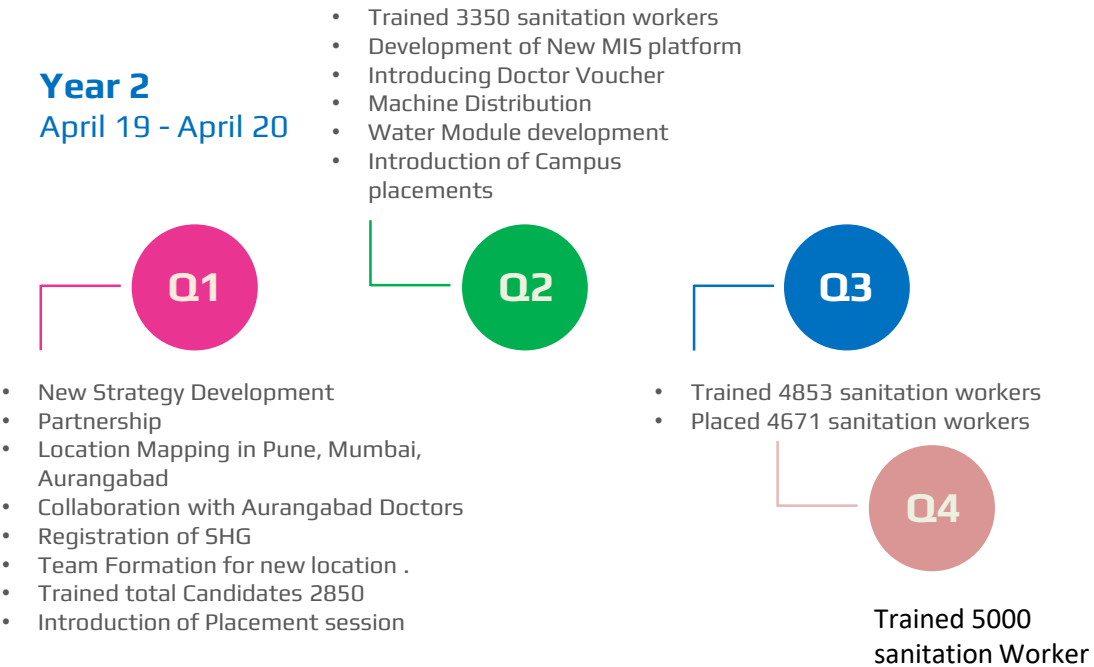 Year 2
April 19 - April 20
• Trained 3350 sanitation workers
• Development of New MIS platform
• Introducing Doctor Voucher
• Machine Distribution
• Water Module development
• Introduction of Campus
placements
Q1
Q2
Q3
• New Strategy Development
• Partnership
• Location Mapping in Pune, Mumbai,
Aurangabad
• Collaboration with Aurangabad Doctors
• Registration of SHG
• Team Formation for new location .
• Trained total Candidates 2850
• Introduction of Placement session
• Trained 4853 sanitation workers
• Placed 4671 sanitation workers
Q4
Trained 5000
sanitation Worker